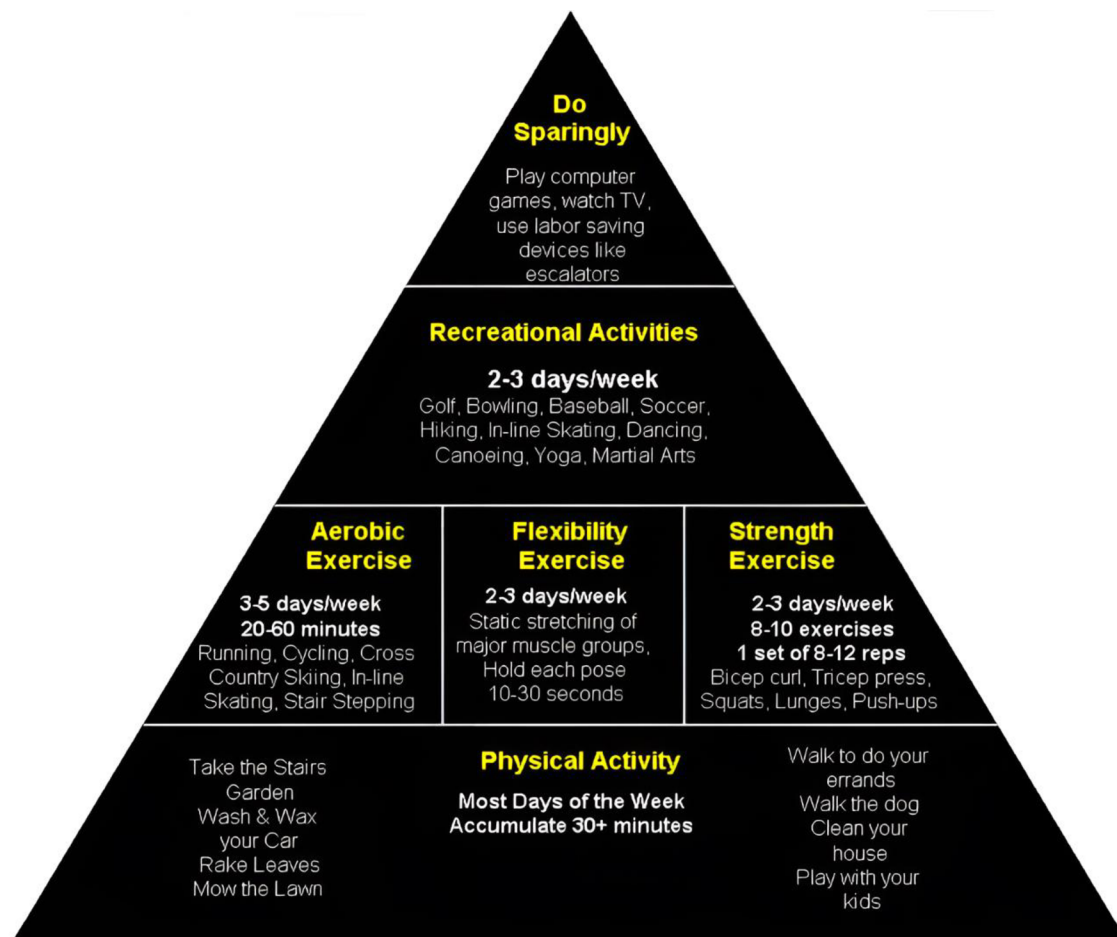 Do
Sparingly
Play computer
games, watch TV,
use labor saving
devices like
escalators
Recreational Activities
2-3 days/week
Golf, Bowling, Baseball, Soccer,
Hiking, In-line Skating, Dancing,
Canoeing, Yoga, Martial Arts
Aerobic
Exercise
3-5 days/week
20-60 minutes
Running, Cycling, Cross
Country Skiing, In-line
Skating, Stair Stepping
Flexibility
Exercise
2-3 days/week
Static stretching of
major muscle groups,
Hold each pose
10-30 seconds
Strength
Exercise
2-3 days/week
8-10 exercises
1 set of 8-12 reps
Bicep curl, Tricep press,
Squats, Lunges, Push-ups
Take the Stairs
Garden
Wash & Wax
your Car
Rake Leaves
Mow the Lawn
Physical Activity
Most Days of the Week
Accumulate 30+ minutes
Walk to do your
errands
Walk the dog
Clean your
house
Play with your
kids